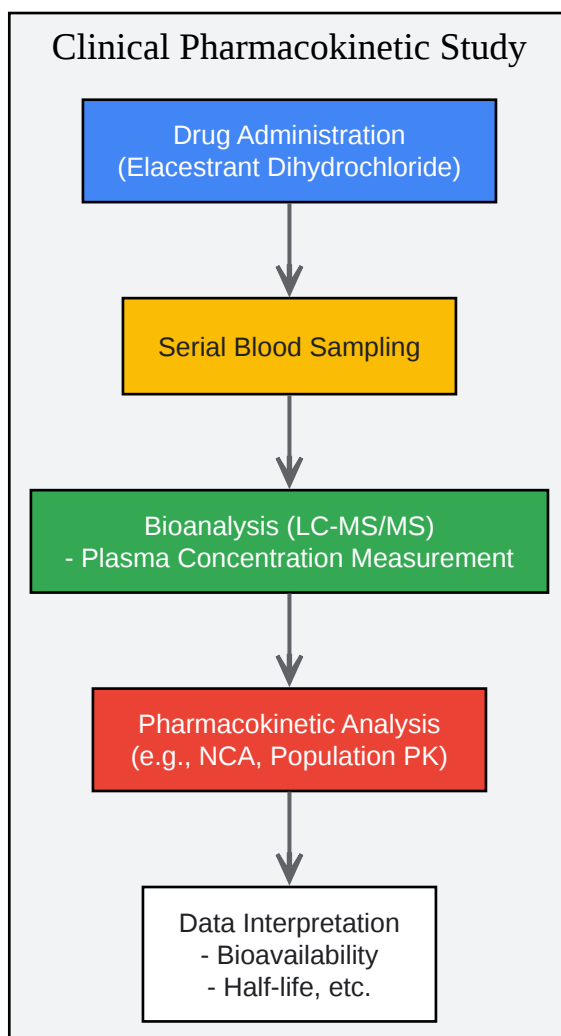 Clinical Pharmacokinetic Study
Drug Administration
(Elacestrant Dihydrochloride)
Serial Blood Sampling
Bioanalysis (LC-MS/MS)
- Plasma Concentration Measurement
Pharmacokinetic Analysis
(e.g., NCA, Population PK)
Data Interpretation
- Bioavailability
- Half-life, etc.